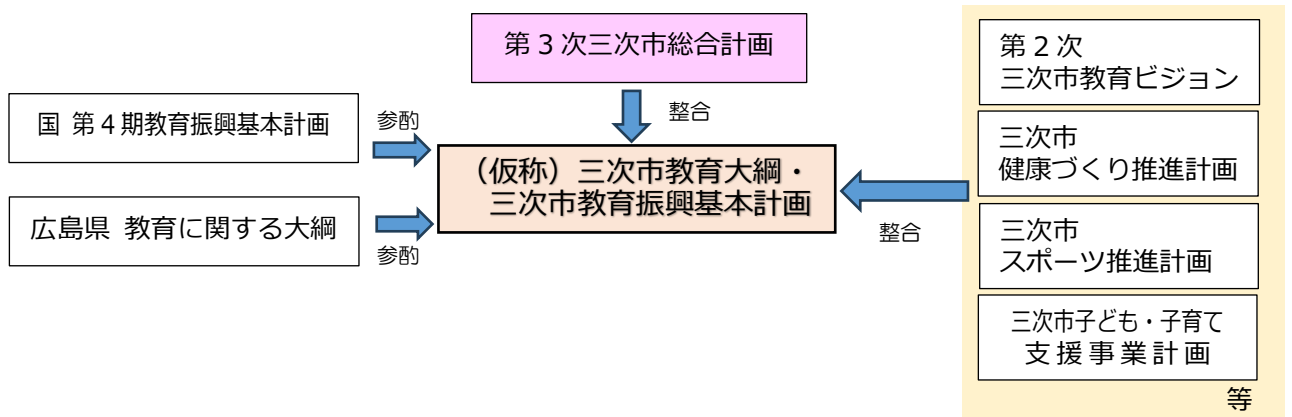 第3次三次市総合計画
整合
国 第4期教育振興基本計画
参酌
広島県 教育に関する大綱
参酌
（仮称）三次市教育大綱・
三次市教育振興基本計画
整合
第2次
三次市教育ビジョン
三次市
健康づくり推進計画
三次市
スポーツ推進計画
三次市子ども・子育て
支援事業計画
等